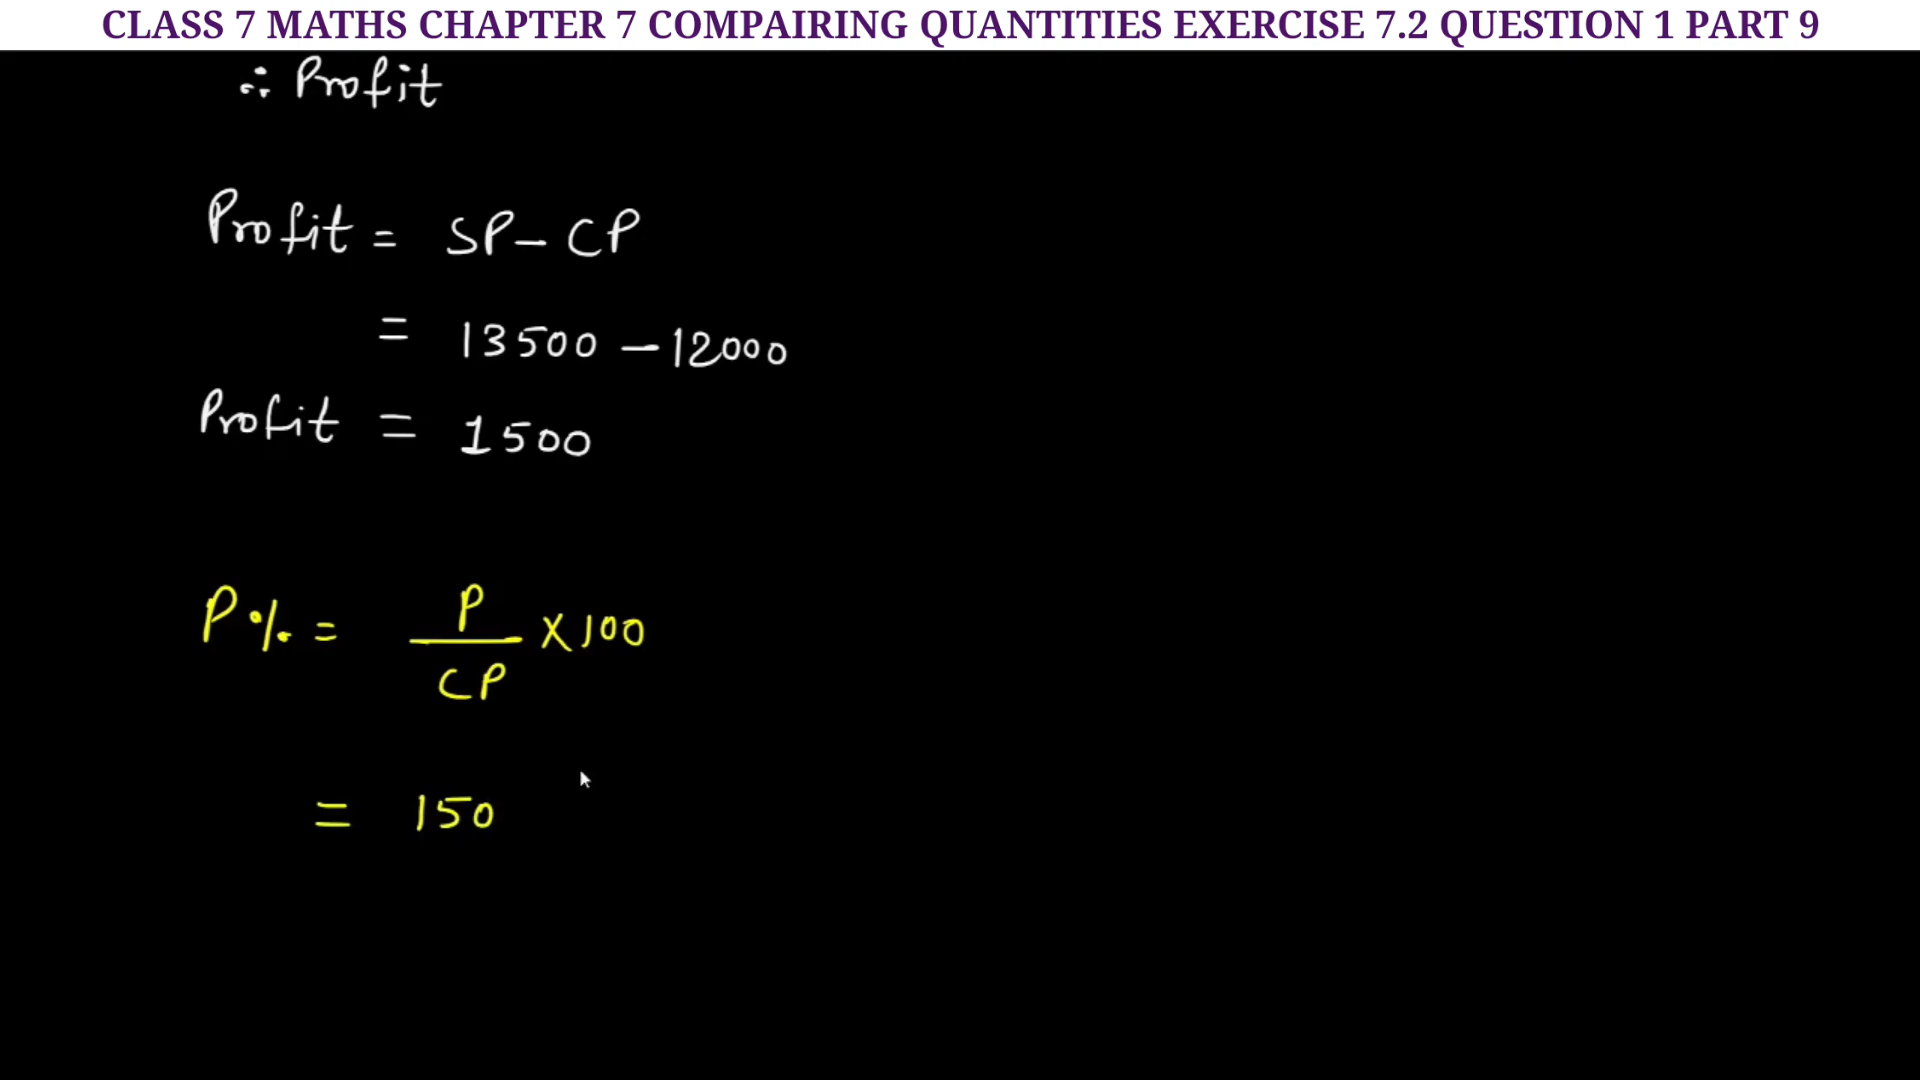 CLASS 7 MATHS CHAPTER 7 COMPAIRING QUANTITIES EXERCISE 7.2 QUESTION 1 PART 9
∴ Profit
Profit = SP - CP
= 13500 - 12000
Profit = 1500
P% = P/CP × 100
= 150